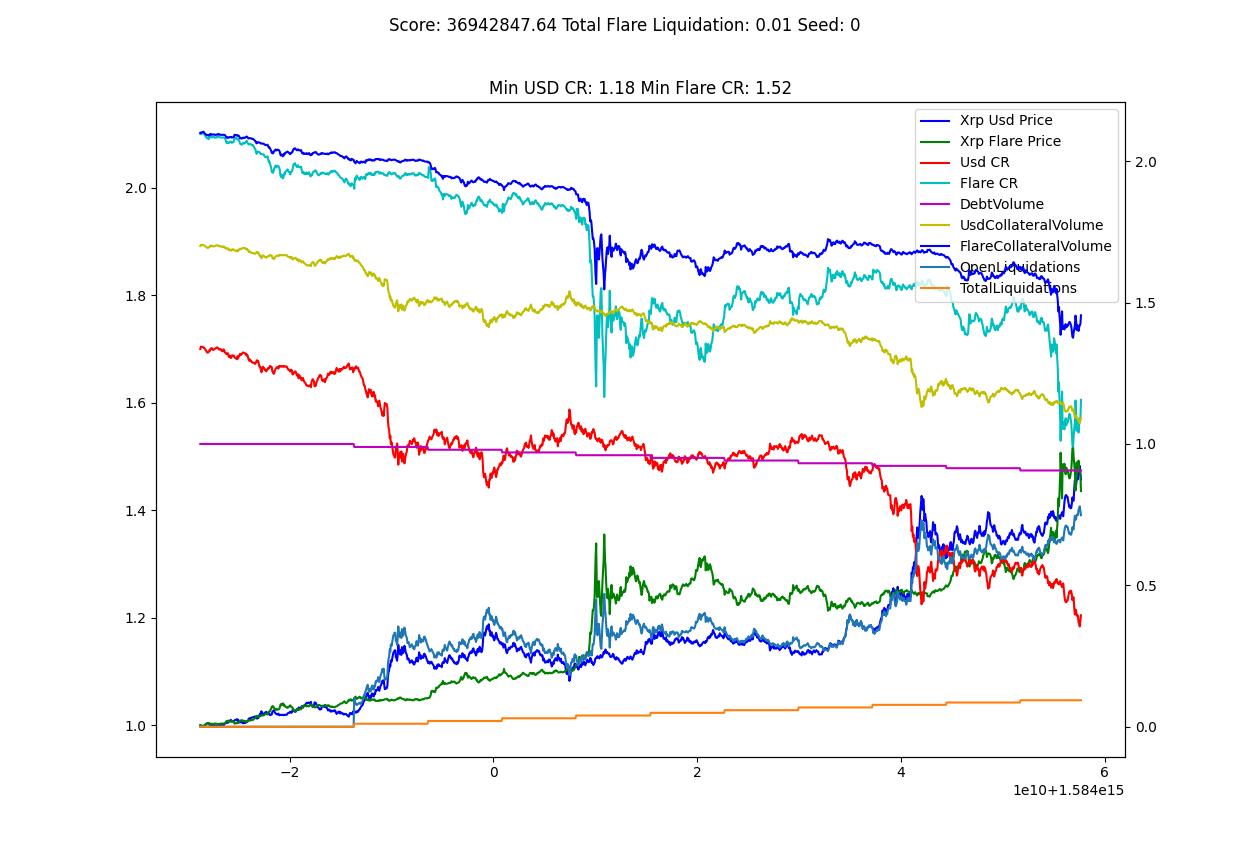 Score: 36942847.64 Total Flare Liquidation: 0.01 Seed: 0
Min USD CR: 1.18 Min Flare CR: 1.52
Xrp Usd Price
Xrp Flare Price
Usd CR
Flare CR
DebtVolume
UsdCollateralVolume
FlareCollateralVolume
OpenLiquidations
TotalLiquidations
2.0
1.8
1.6
1.4
1.2
1.0
2.0
1.5
1.0
0.5
0.0
−2
0
2
4
6
1e10+1.584e15